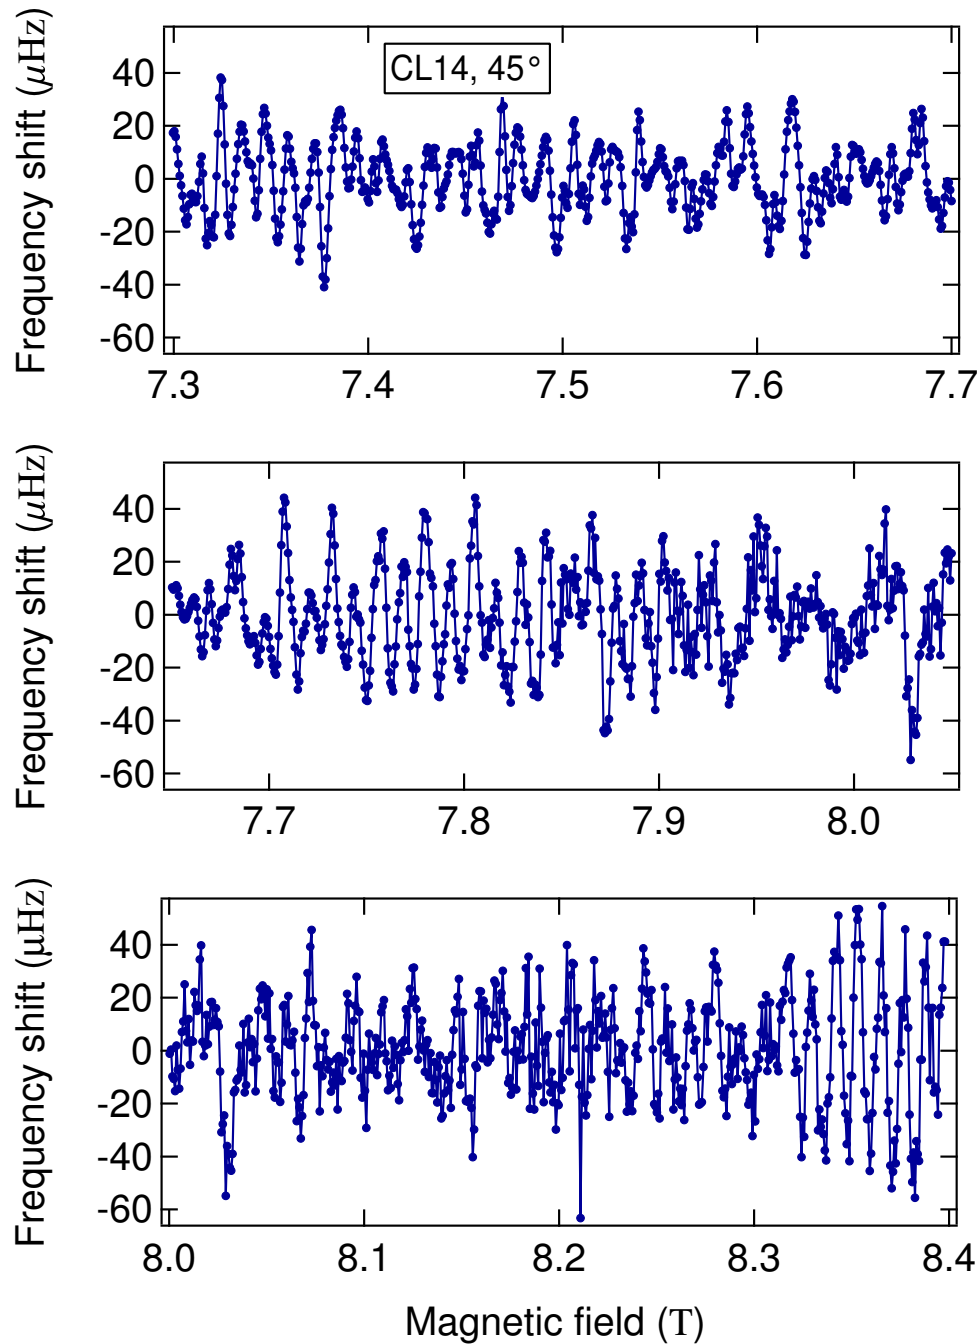 Frequency shift (μHz)
40
20
0
-20
-40
-60
CL14, 45°
7.3 7.4 7.5 7.6 7.7
Frequency shift (μHz)
40
20
0
-20
-40
-60
7.7 7.8 7.9 8.0
Frequency shift (μHz)
40
20
0
-20
-40
-60
8.0 8.1 8.2 8.3 8.4
Magnetic field (T)